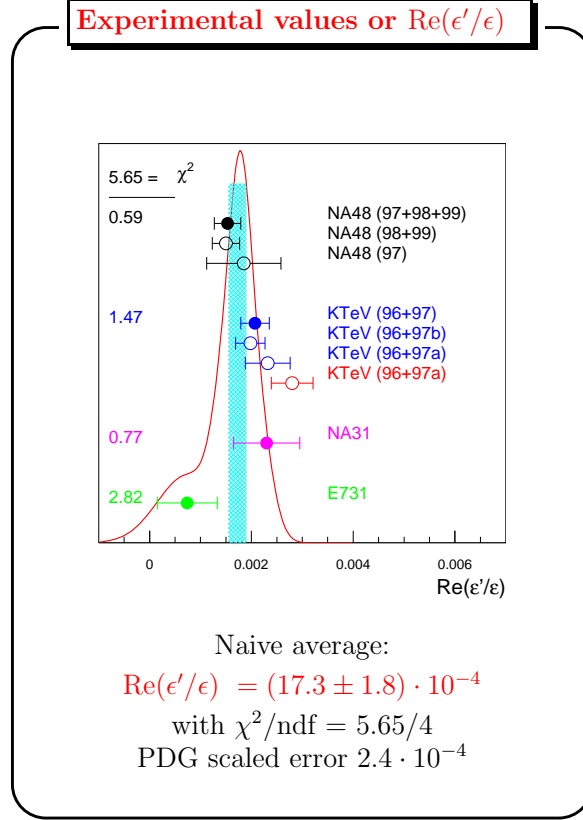 Experimental values or Re(ϵ′/ϵ)
5.65 = χ²
0.59
NA48 (97+98+99)
NA48 (98+99)
NA48 (97)
1.47
KTeV (96+97)
KTeV (96+97b)
KTeV (96+97a)
KTeV (96+97a)
0.77
NA31
2.82
E731
0 0.002 0.004 0.006
Re(ε'/ε)
Naive average:
Re(ϵ′/ϵ) = (17.3 ± 1.8) · 10⁻⁴
with χ²/ndf = 5.65/4
PDG scaled error 2.4 · 10⁻⁴